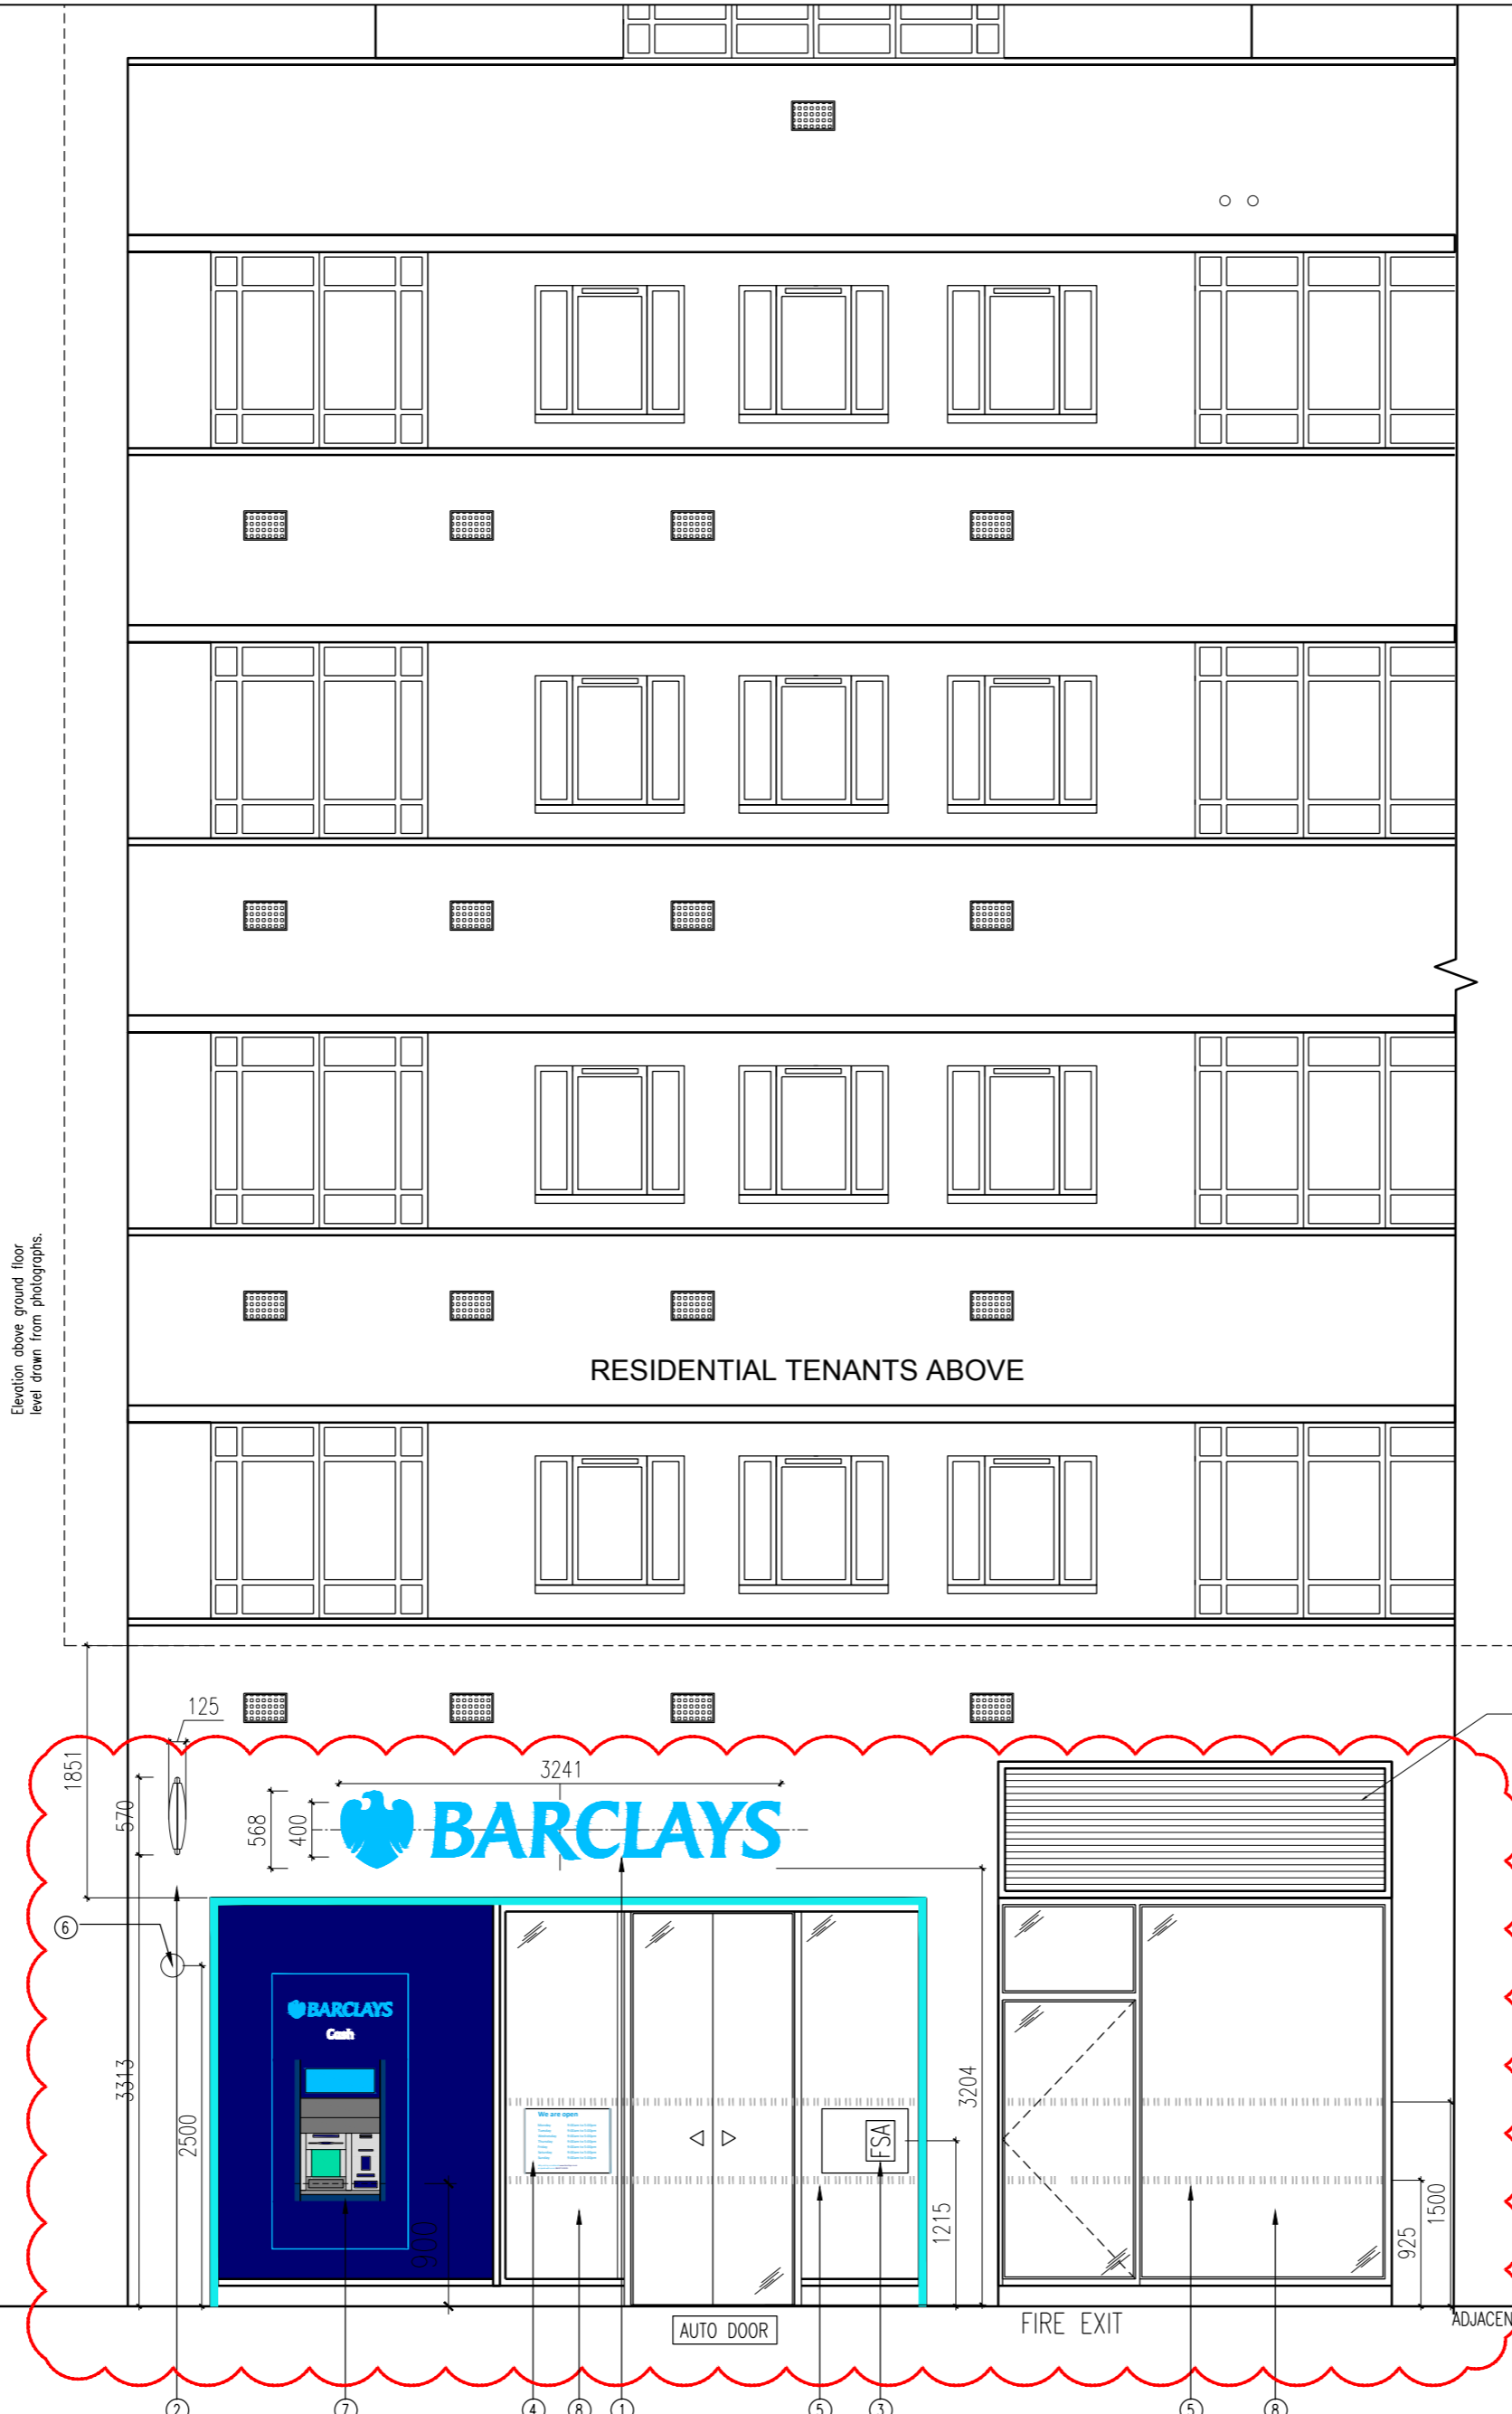 Elevation above ground floor
level drawn from photographs.
RESIDENTIAL TENANTS ABOVE
125
1851
570
568
400
3241
BARCLAYS
6
BARCLAYS
Cash
3313
2500
900
We are open
FSA
3204
1215
925
1500
AUTO DOOR
FIRE EXIT
ADJACEN
2
7
4
8
1
5
3
5
8